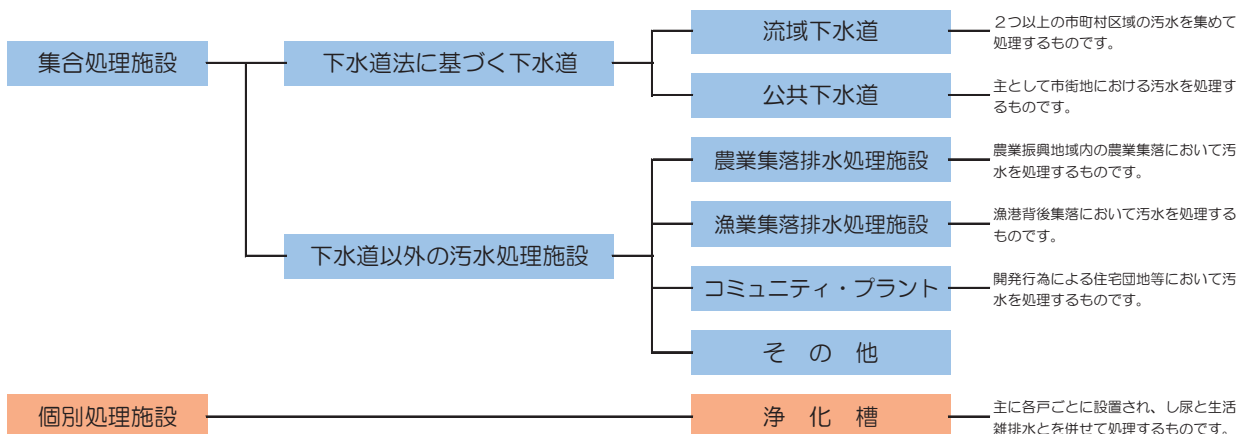 集合処理施設
下水道法に基づく下水道
流域下水道
２つ以上の市町村区域の汚水を集めて
処理するものです。
公共下水道
主として市街地における汚水を処理す
るものです。
下水道以外の汚水処理施設
農業集落排水処理施設
農業振興地域内の農業集落において汚
水を処理するものです。
漁業集落排水処理施設
漁港背後集落において汚水を処理する
ものです。
コミュニティ・プラント
開発行為による住宅団地等において汚
水を処理するものです。
そ　の　他
個別処理施設
浄　化　槽
主に各戸ごとに設置され、し尿と生活
雑排水とを併せて処理するものです。